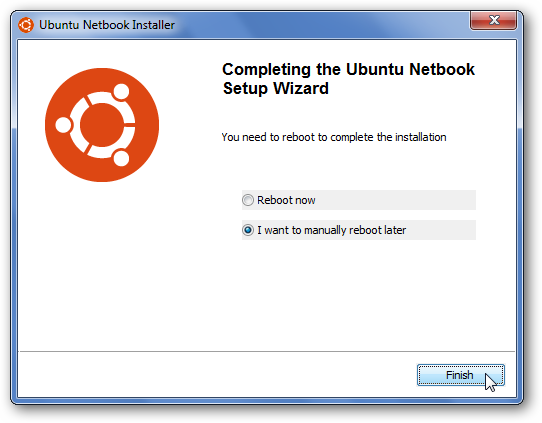 Ubuntu Netbook Installer
Completing the Ubuntu Netbook
Setup Wizard
You need to reboot to complete the installation
Reboot now
I want to manually reboot later
Finish